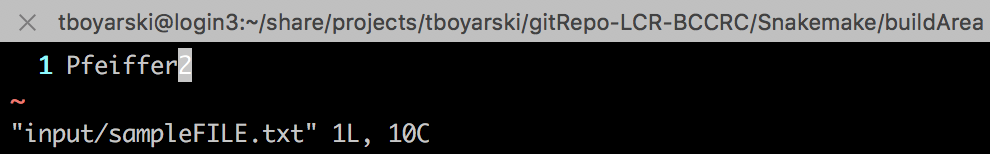 × tboyarski@login3:~/share/projects/tboyarski/gitRepo-LCR-BCCRC/Snakemake/buildArea
1 Pfeiffer2
~
"input/sampleFILE.txt" 1L, 10C